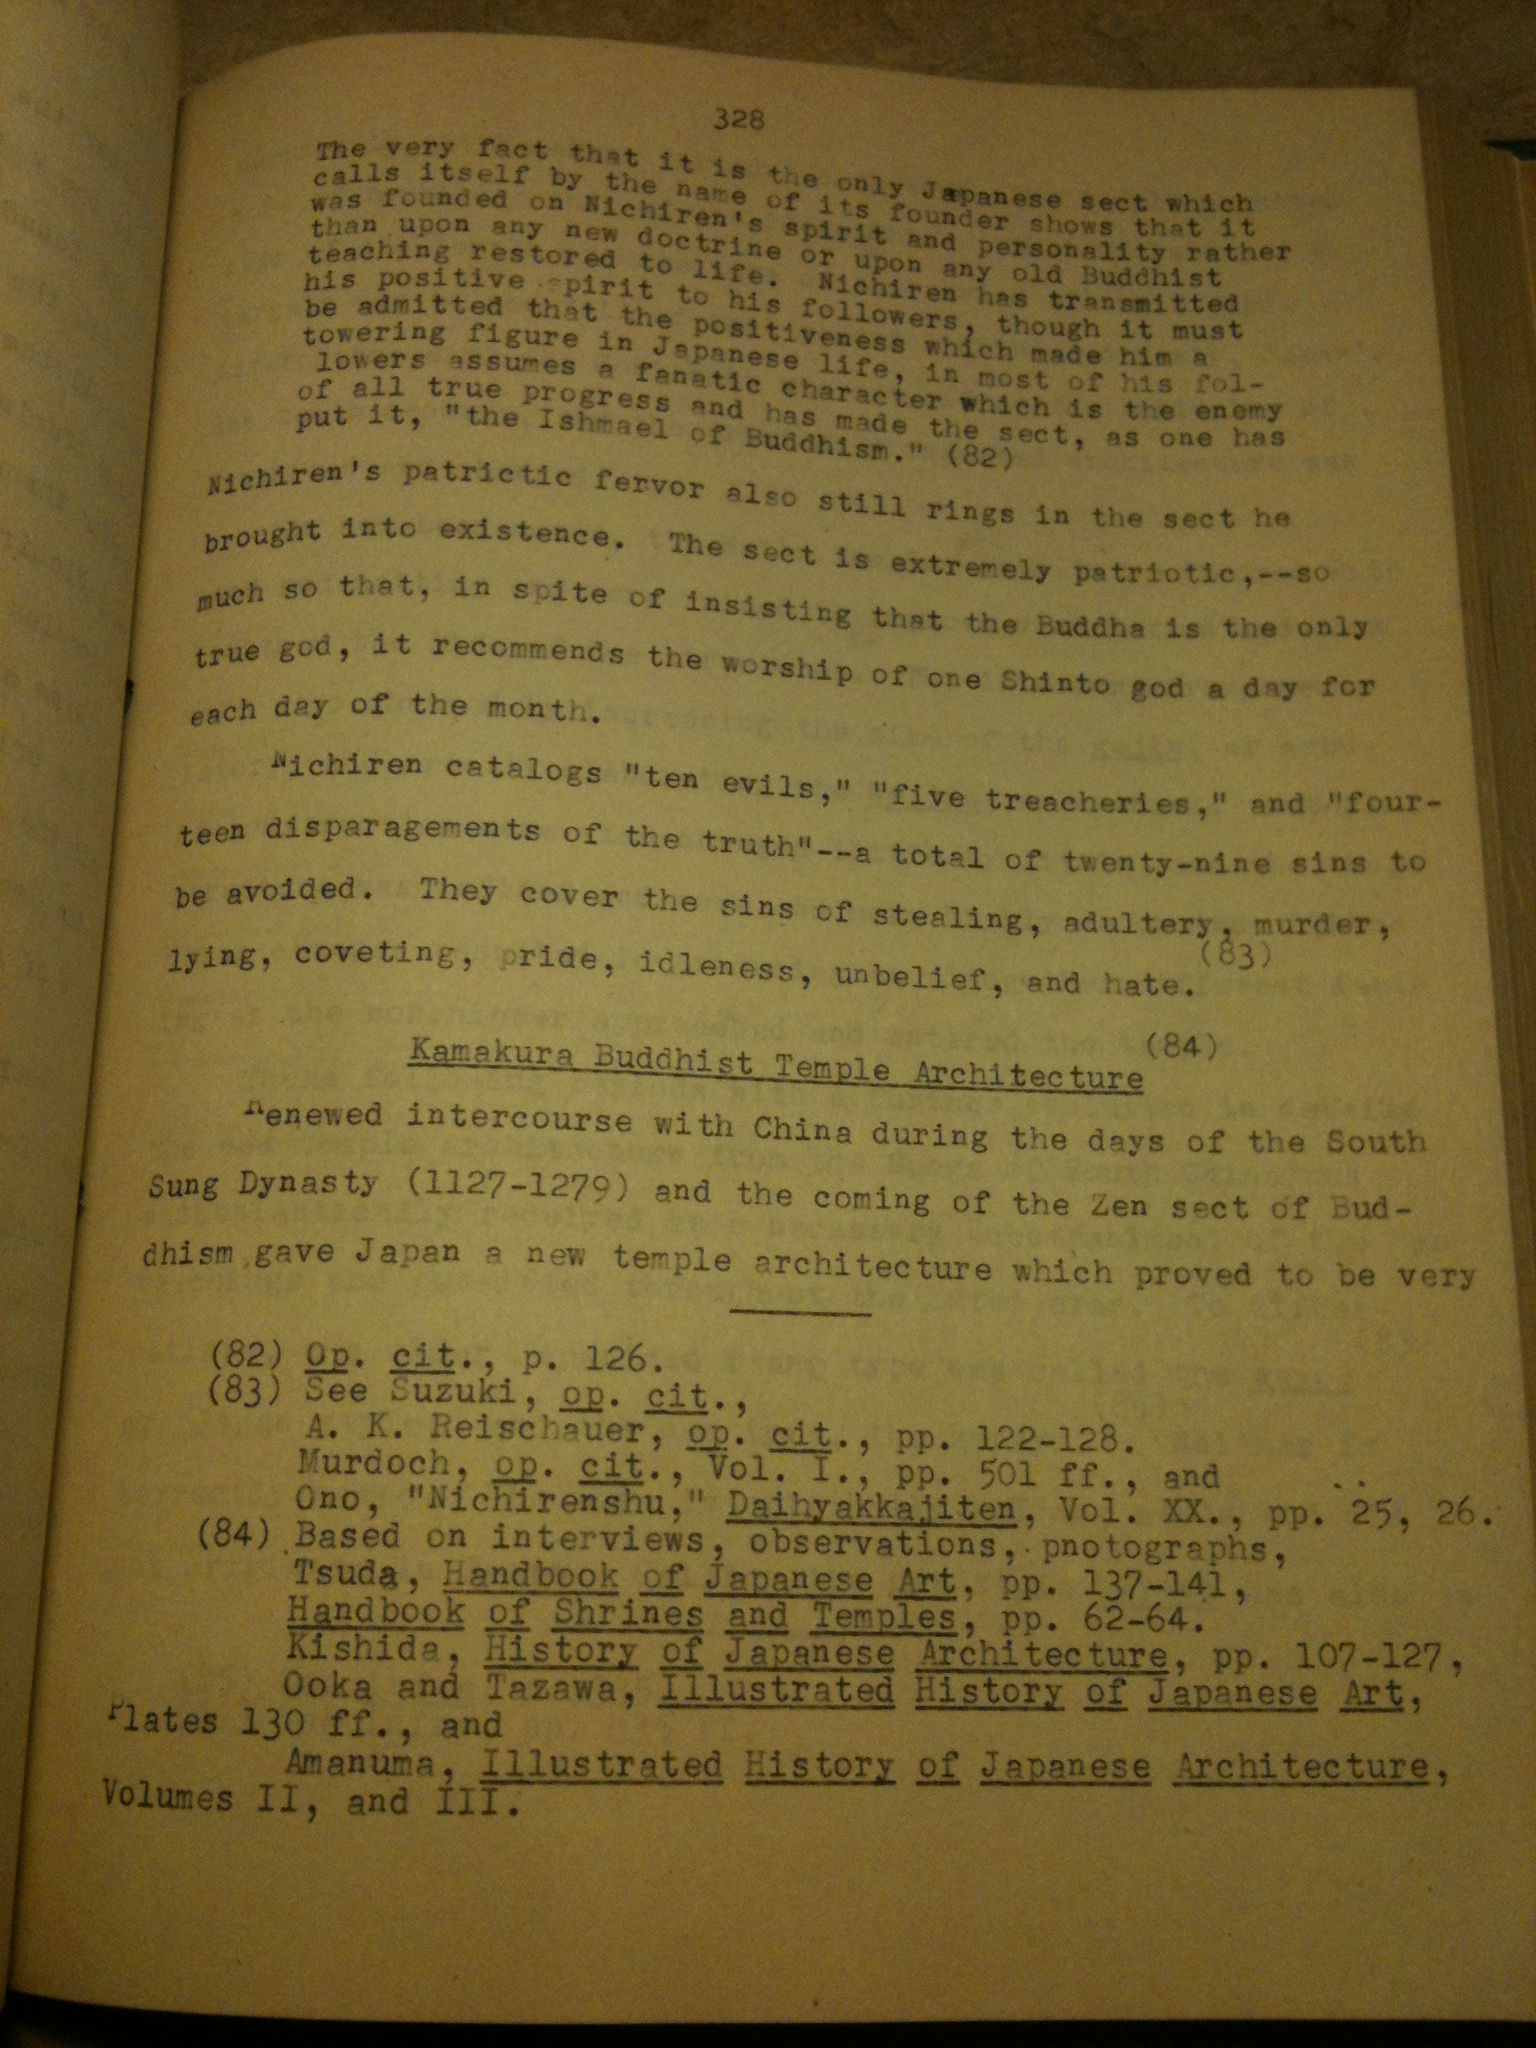 328
The very fact that it is the only Japanese sect which
calls itself by the name of its founder shows that it
was founded on Nichiren's spirit and personality rather
than upon any new doctrine or upon any old Buddhist
teaching restored to life. Nichiren has transmitted
his positive spirit to his followers, though it must
be admitted that the positiveness which made him a
towering figure in Japanese life, in most of his fol-
lowers assumes a fanatic character which is the enemy
of all true progress and has made the sect, as one has
put it, "the Ishmael of Buddhism." (82)
Nichiren's patriotic fervor also still rings in the sect he
brought into existence. The sect is extremely patriotic,--so
much so that, in spite of insisting that the Buddha is the only
true god, it recommends the worship of one Shinto god a day for
each day of the month.
Nichiren catalogs "ten evils," "five treacheries," and "four-
teen disparagements of the truth"--a total of twenty-nine sins to
be avoided. They cover the sins of stealing, adultery, murder,
lying, coveting, pride, idleness, unbelief, and hate. (83)
Kamakura Buddhist Temple Architecture (84)
Renewed intercourse with China during the days of the South
Sung Dynasty (1127-1279) and the coming of the Zen sect of Bud-
dhism gave Japan a new temple architecture which proved to be very
(82) Op. cit., p. 126.
(83) See Suzuki, op. cit.,
A. K. Reischauer, op. cit., pp. 122-128.
Murdoch, op. cit., Vol. I., pp. 501 ff., and
Ono, "Nichirenshu," Daihyakkajiten, Vol. XX., pp. 25, 26.
(84) Based on interviews, observations, pnotographs,
Tsuda, Handbook of Japanese Art, pp. 137-141,
Handbook of Shrines and Temples, pp. 62-64.
Kishida, History of Japanese Architecture, pp. 107-127,
Ooka and Tazawa, Illustrated History of Japanese Art,
Plates 130 ff., and
Amanuma, Illustrated History of Japanese Architecture,
Volumes II, and III.